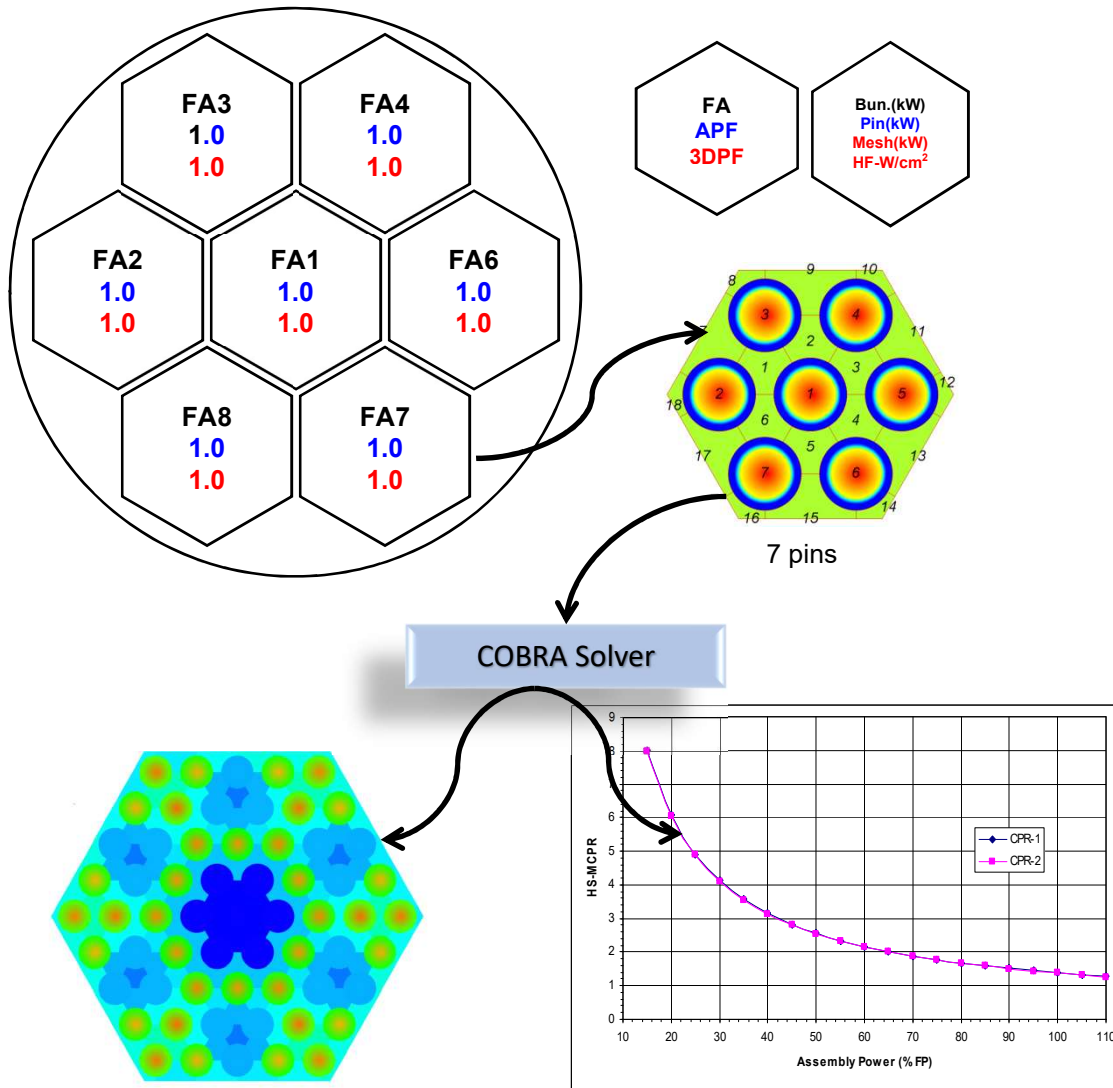 FA3
1.0
1.0
FA4
1.0
1.0
FA
APF
3DPF
Bun.(kW)
Pin(kW)
Mesh(kW)
HF-W/cm²
FA2
1.0
1.0
FA1
1.0
1.0
FA6
1.0
1.0
FA8
1.0
1.0
FA7
1.0
1.0
8 9 10
3 4 11
2
1 3
2 1 5 12
18 6 4
17 5 13
7 6
16 15 14
7 pins
COBRA Solver
HS-MCPR
9
8
6
5
4
3
2
1
0
10 20 30 40 50 60 70 80 90 100 110
Assembly Power (%FP)
CPR-1
CPR-2